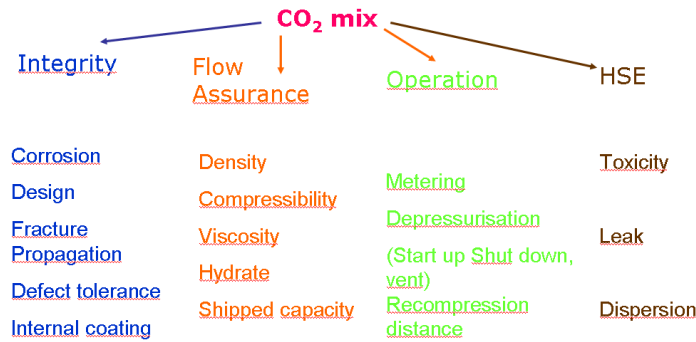 CO2 mix
Integrity
Flow
Assurance
Operation
HSE
Corrosion
Design
Fracture
Propagation
Defect tolerance
Internal coating
Density
Compressibility
Viscosity
Hydrate
Shipped capacity
Metering
Depressurisation
(Start up Shut down,
vent)
Recompression
distance
Toxicity
Leak
Dispersion